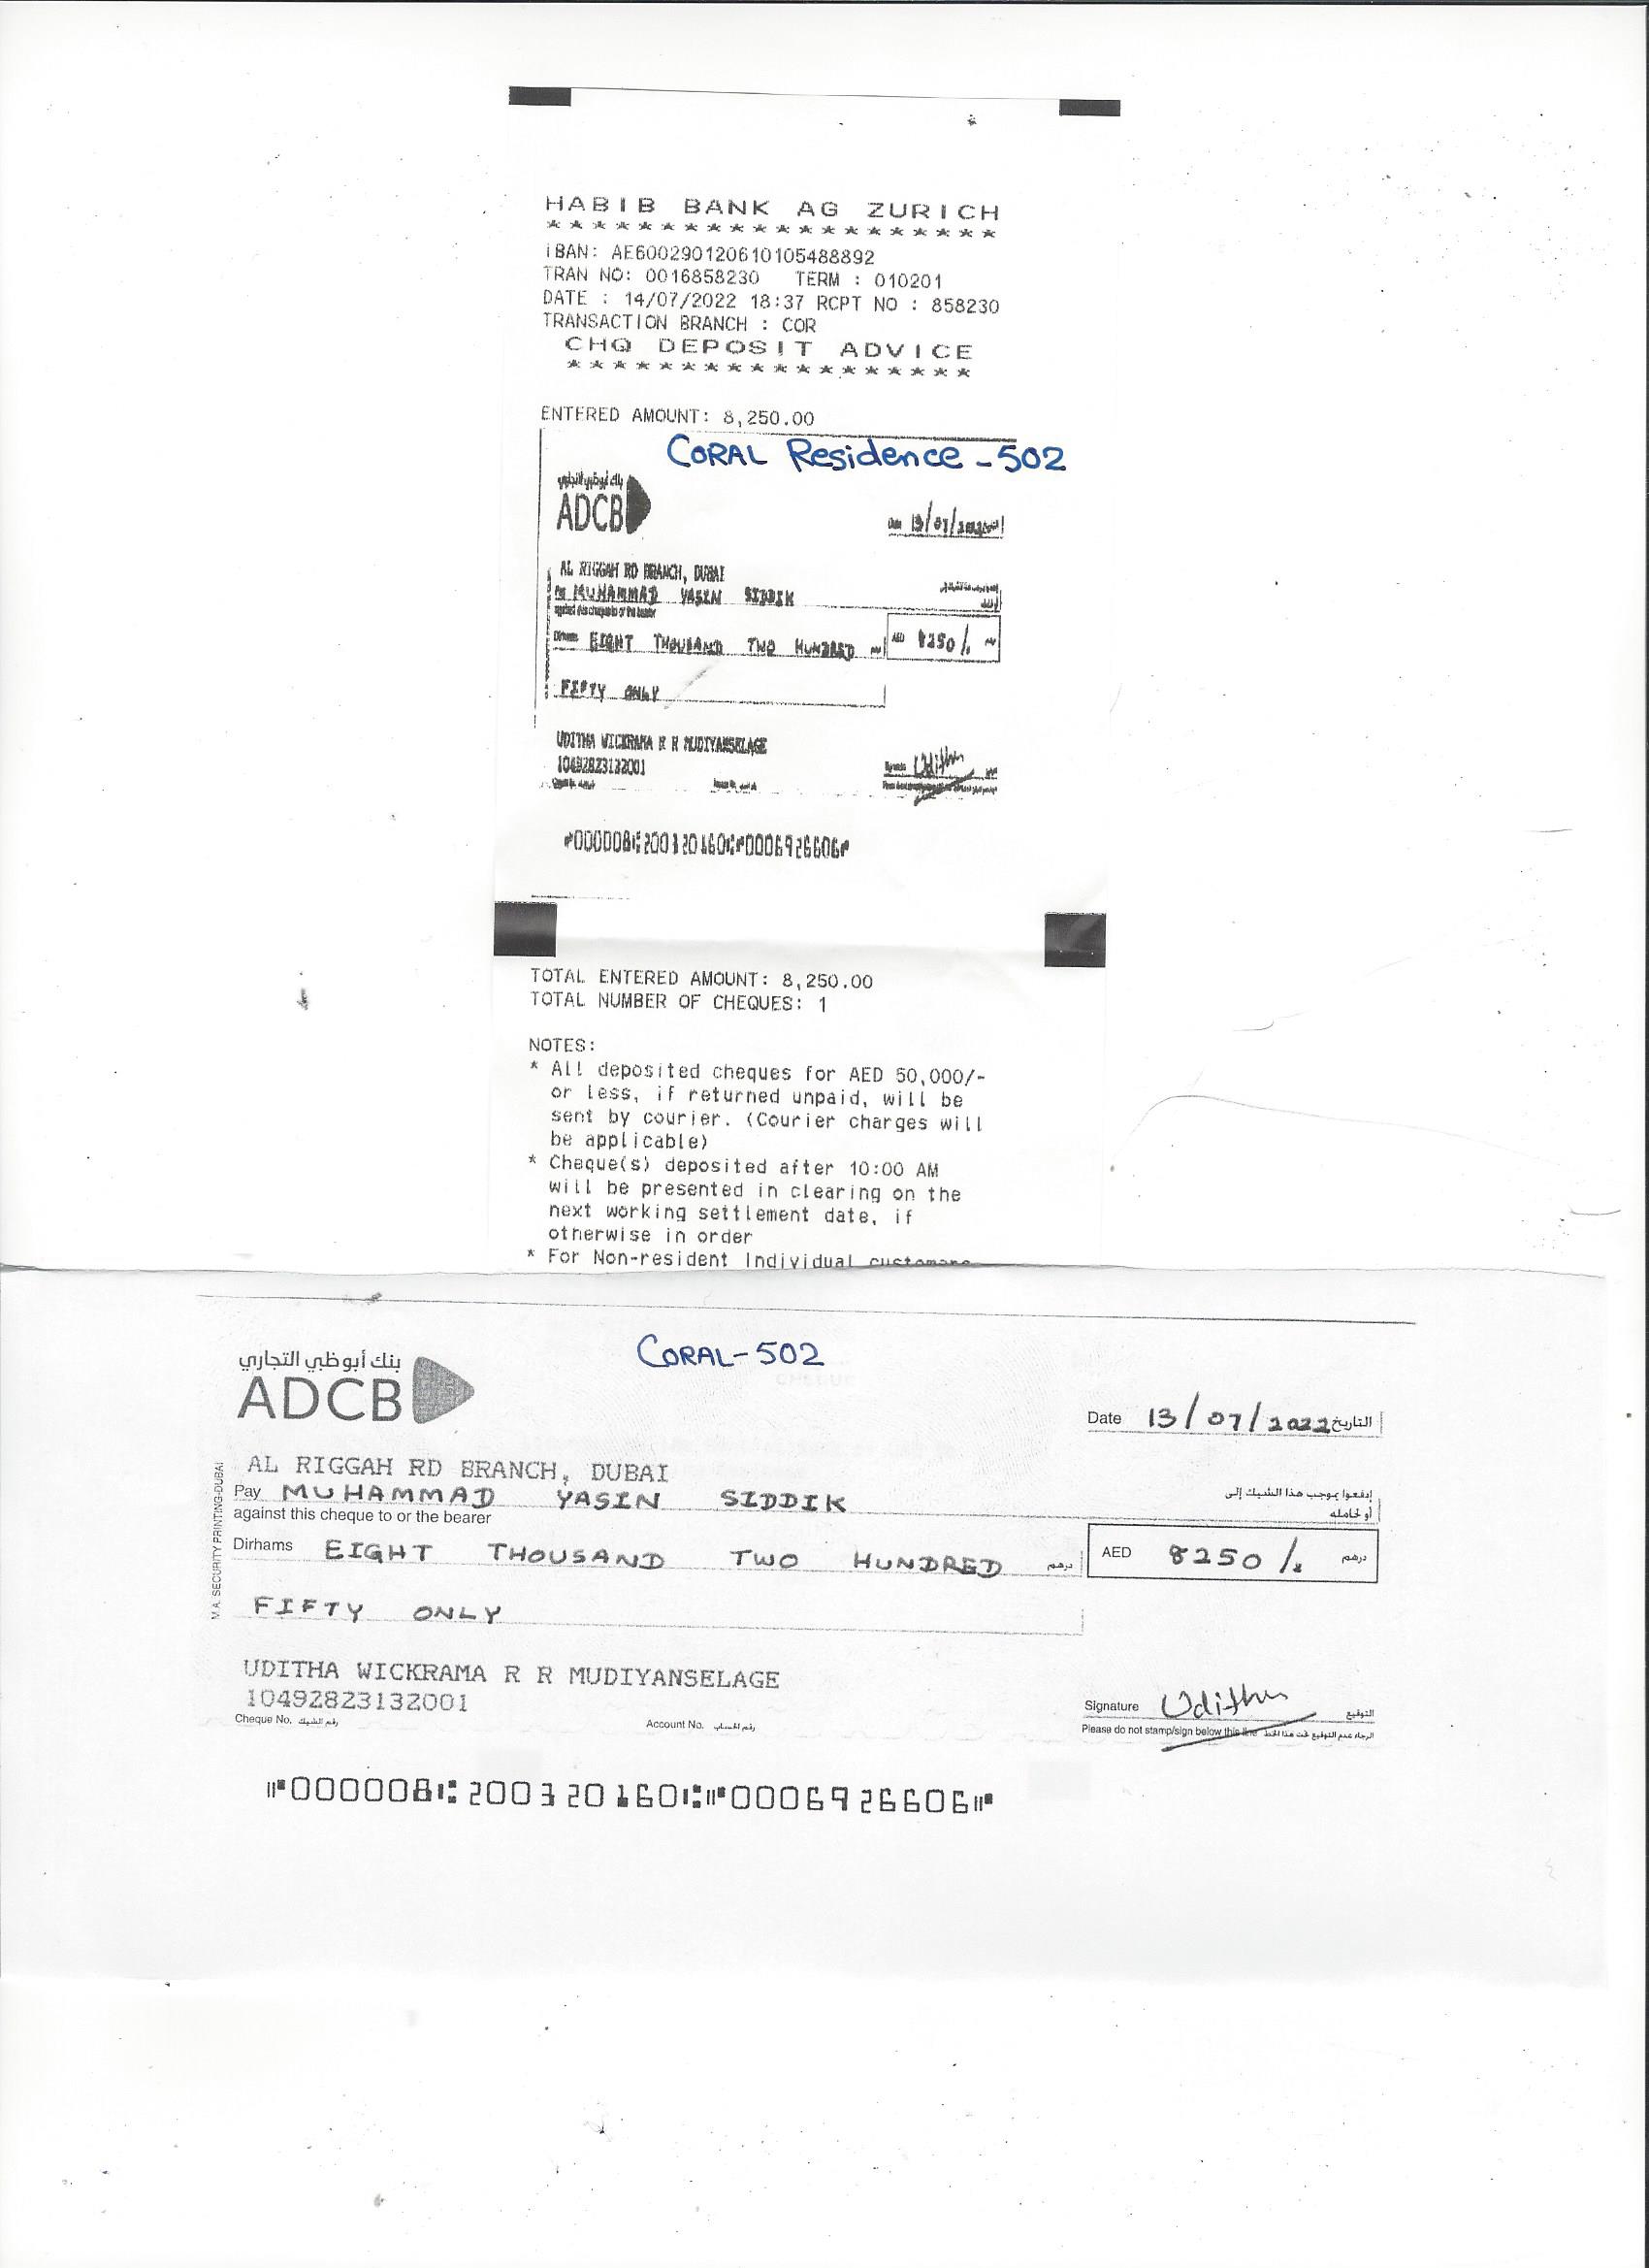 HABIB BANK AG ZURICH
* * * * * * * * * * * * * * * * * * * *
iBAN: AE600290120610105488892
TRAN NO: 0016858230 TERM : 010201
DATE : 14/07/2022 18:37 RCPT NO : 858230
TRANSACTION BRANCH : COR
CHQ DEPOSIT ADVICE
* * * * * * * * * * * * * * * * * *
ENTERED AMOUNT: 8,250.00
CORAL Residence - 502
بنك أبوظبي التجاري
ADCB
Date 13/07/2022 التاريخ
AL RIGGAH RD BRANCH, DUBAI
Pay MUHAMMAD YASIN SIDDIK
against this cheque to or the bearer
Dirhams EIGHT THOUSAND TWO HUNDRED AED 8250/.
FIFTY ONLY
UDITHA WICKRAMA R R MUDIYANSELAGE
10492823132001
Uditha
⑈000008⑆200320160⑆⑈0006926606⑈
TOTAL ENTERED AMOUNT: 8,250.00
TOTAL NUMBER OF CHEQUES: 1
NOTES:
* All deposited cheques for AED 50,000/-
or less, if returned unpaid, will be
sent by courier. (Courier charges will
be applicable)
* Cheque(s) deposited after 10:00 AM
will be presented in clearing on the
next working settlement date, if
otherwise in order
* For Non-resident Individual customers
CORAL - 502
بنك أبوظبي التجاري
ADCB
Date 13/07/2022 التاريخ
AL RIGGAH RD BRANCH, DUBAI
Pay MUHAMMAD YASIN SIDDIK إدفعوا بموجب هذا الشيك إلى
against this cheque to or the bearer أو لحامله
Dirhams EIGHT THOUSAND TWO HUNDRED درهم AED 8250/. درهم
FIFTY ONLY
M.A. SECURITY PRINTING-DUBAI
UDITHA WICKRAMA R R MUDIYANSELAGE
10492823132001
Signature Uditha التوقيع
Cheque No. رقم الشيك Account No. رقم الحساب
Please do not stamp/sign below this line الرجاء عدم التوقيع تحت هذا الخط
⑈000008⑆200320160⑆⑈0006926606⑈